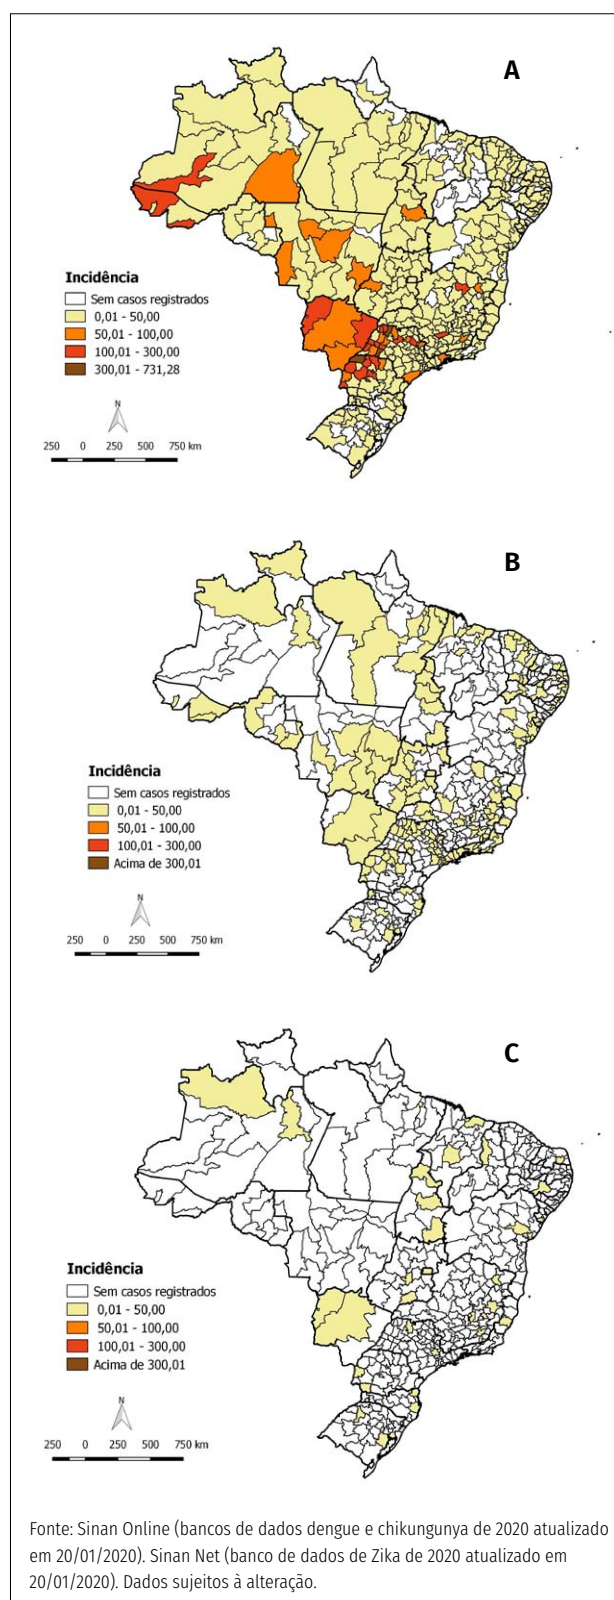 A
Incidência
Sem casos registrados
0,01 - 50,00
50,01 - 100,00
100,01 - 300,00
300,01 - 731,28
N
250 0 250 500 750 km
B
Incidência
Sem casos registrados
0,01 - 50,00
50,01 - 100,00
100,01 - 300,00
Acima de 300,01
N
250 0 250 500 750 km
C
Incidência
Sem casos registrados
0,01 - 50,00
50,01 - 100,00
100,01 - 300,00
Acima de 300,01
N
250 0 250 500 750 km
Fonte: Sinan Online (bancos de dados dengue e chikungunya de 2020 atualizado
em 20/01/2020). Sinan Net (banco de dados de Zika de 2020 atualizado em
20/01/2020). Dados sujeitos à alteração.